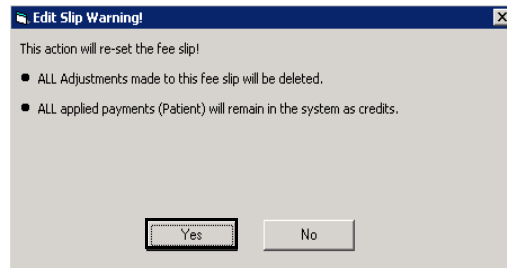 Edit Slip Warning!
This action will re-set the fee slip!
● ALL Adjustments made to this fee slip will be deleted.
● ALL applied payments (Patient) will remain in the system as credits.
Yes No